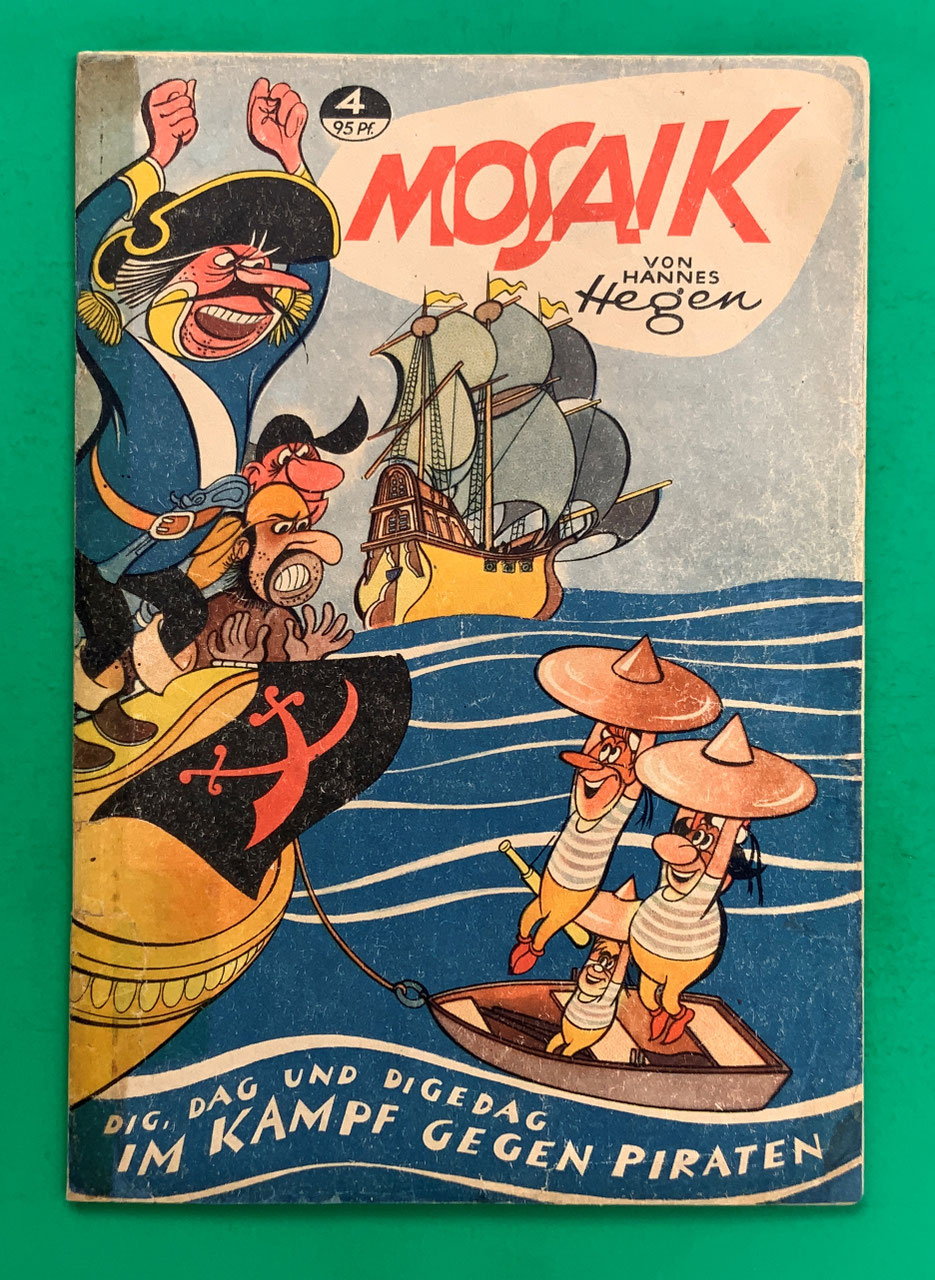 4
95 PF.
MOSAIK
VON
HANNES
Hegen
DIG, DAG UND DIGEDAG
IM KAMPF GEGEN PIRATEN